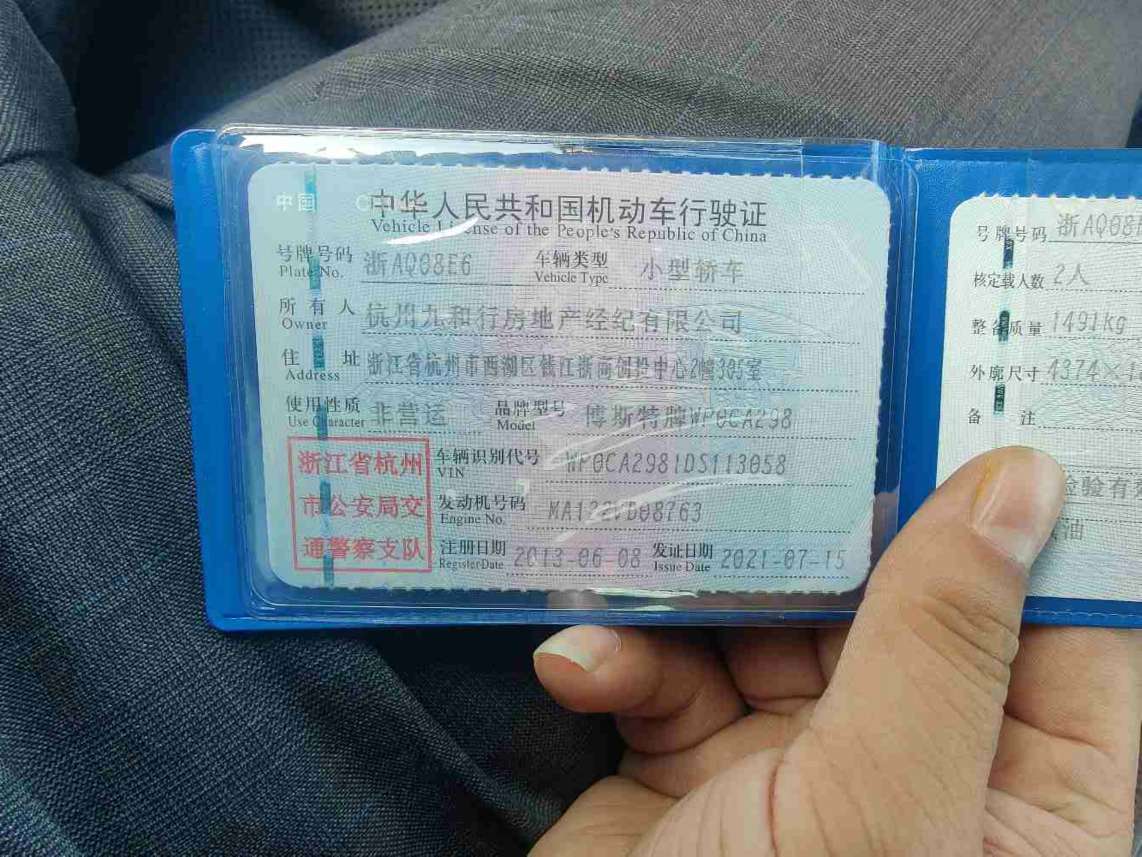 中国 C
中华人民共和国机动车行驶证
Vehicle License of the People's Republic of China
号牌号码 浙AQ08E6 车辆类型 小型轿车
Plate No. Vehicle Type
所有人 杭州九和行房地产经纪有限公司
Owner
住址 浙江省杭州市西湖区钱江浙商创投中心2幢305室
Address
使用性质 非营运 品牌型号 博斯特牌WP0CA298
Use Character Model
浙江省杭州
市公安局交
通警察支队
车辆识别代号 WP0CA2981DS113058
VIN
发动机号码
Engine No.
注册日期 2013-06-08 发证日期 2021-07-15
Register Date Issue Date
号牌号码 浙AQ08
核定载人数 2人
整备质量 1491kg
外廓尺寸 4374×1
备注
检验有
油